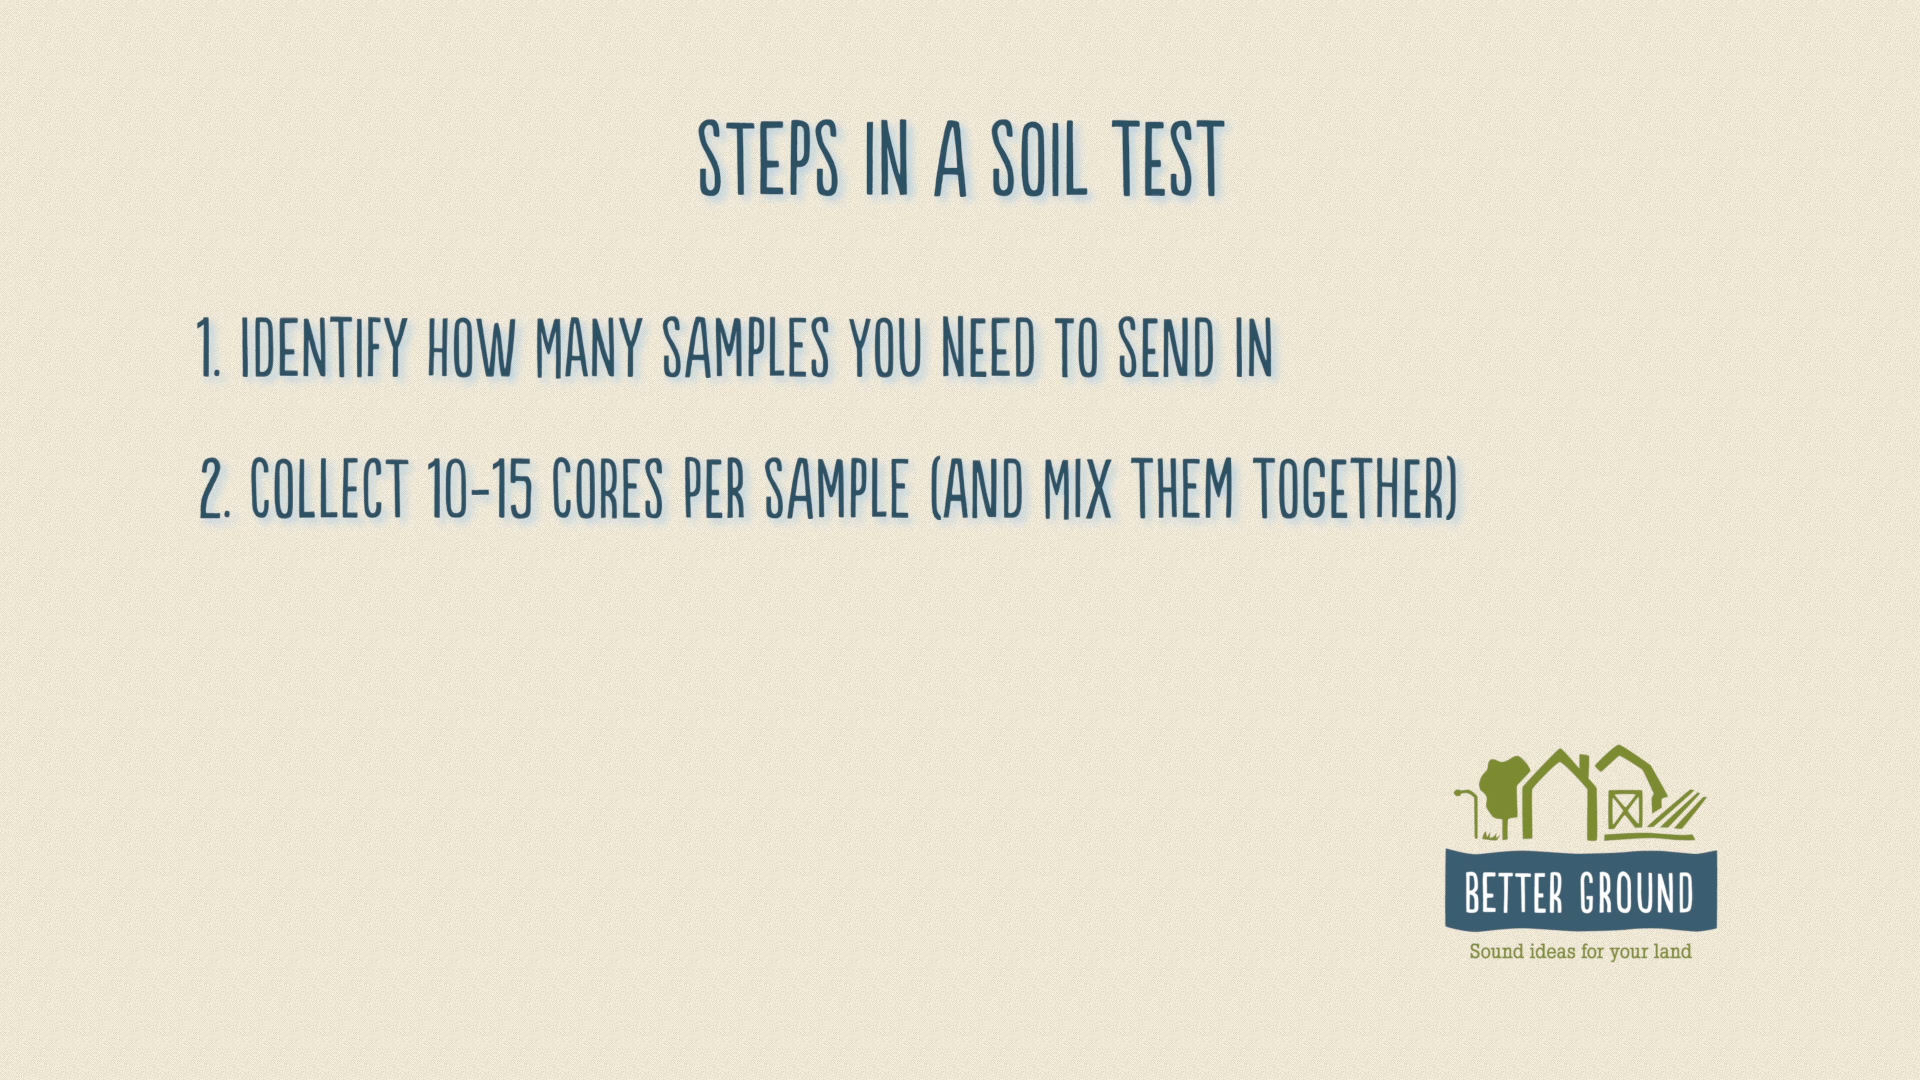 STEPS IN A SOIL TEST
1. IDENTIFY HOW MANY SAMPLES YOU NEED TO SEND IN
2. COLLECT 10-15 CORES PER SAMPLE (AND MIX THEM TOGETHER)
BETTER GROUND
Sound ideas for your land